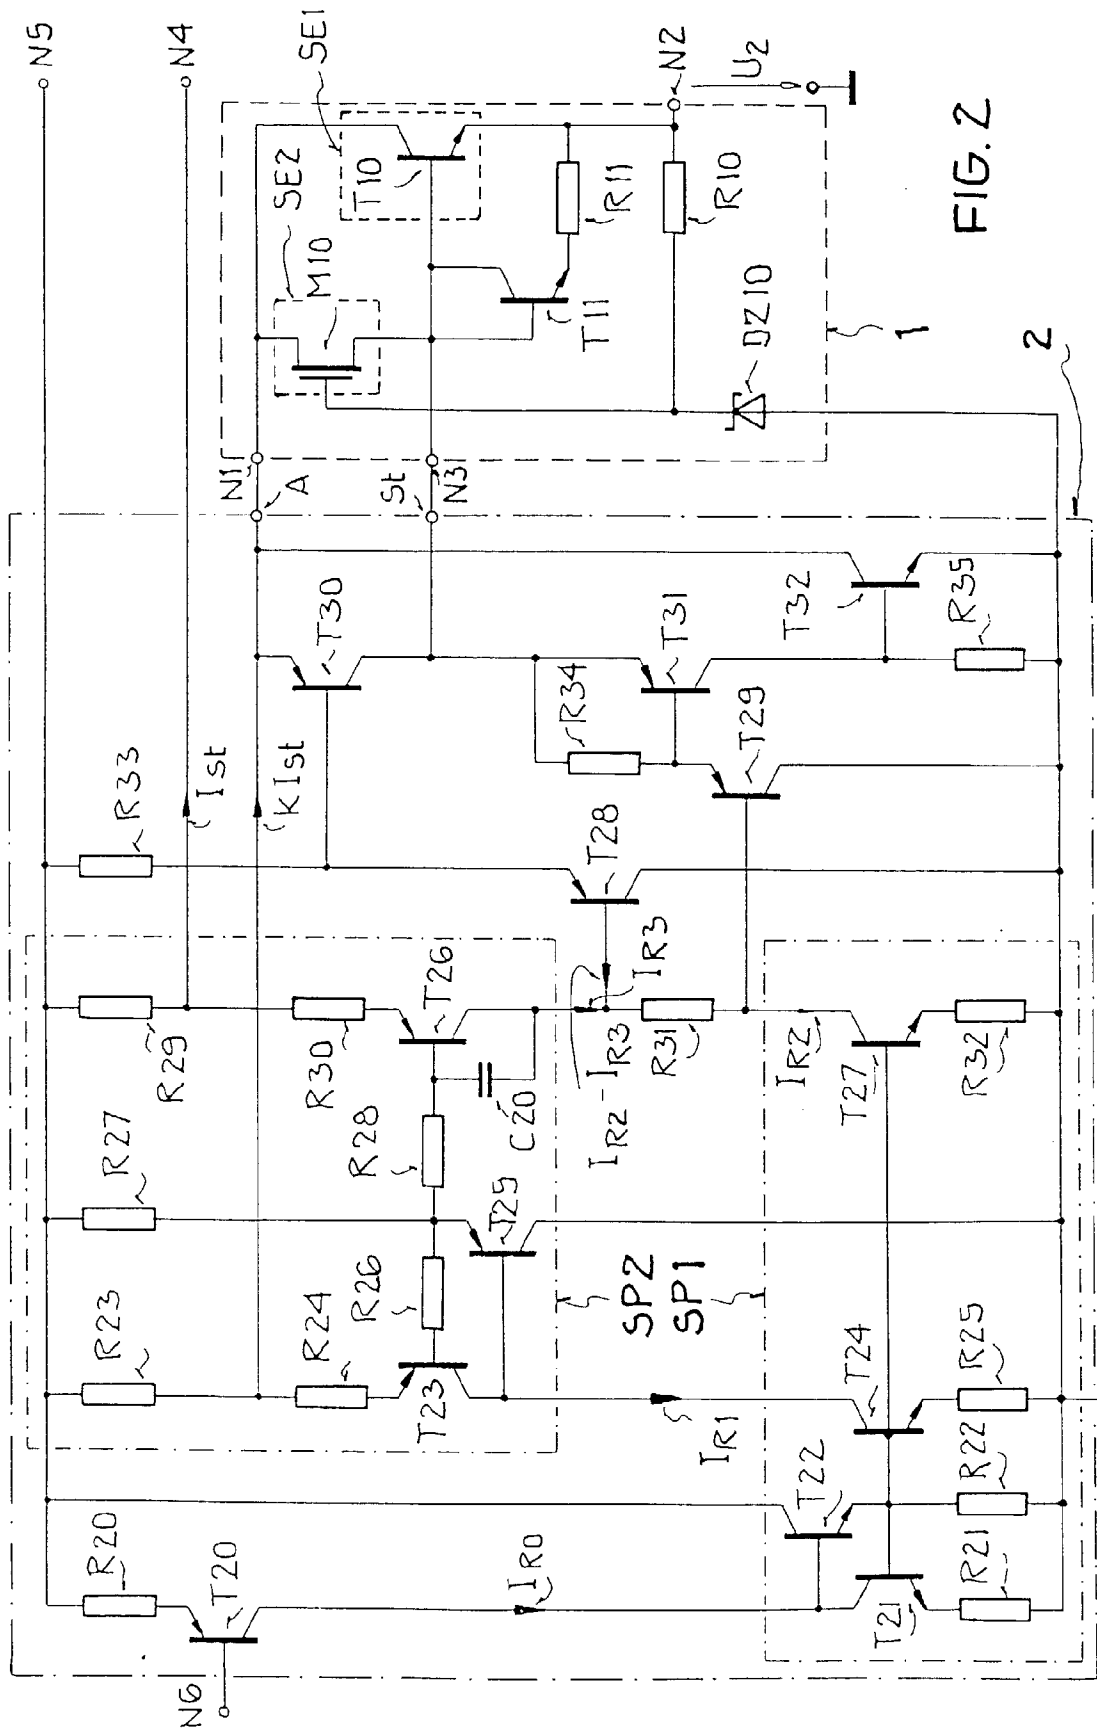 N5
N4
SE1
SE2
M10
T10
N2
U2
R11
R10
T11
DZ10
1
2
FIG. 2
N1
A
St
N3
R33
Ist
KIst
T30
R34
T31
T32
R35
T29
T28
R29
R30
T26
IR3
R31
IR2-IR3
C20
IR2
T27
R32
R27
R28
R26
T25
SP2
SP1
R23
R24
T23
IR1
T24
R25
T22
R22
R20
T20
IR0
T21
R21
N6